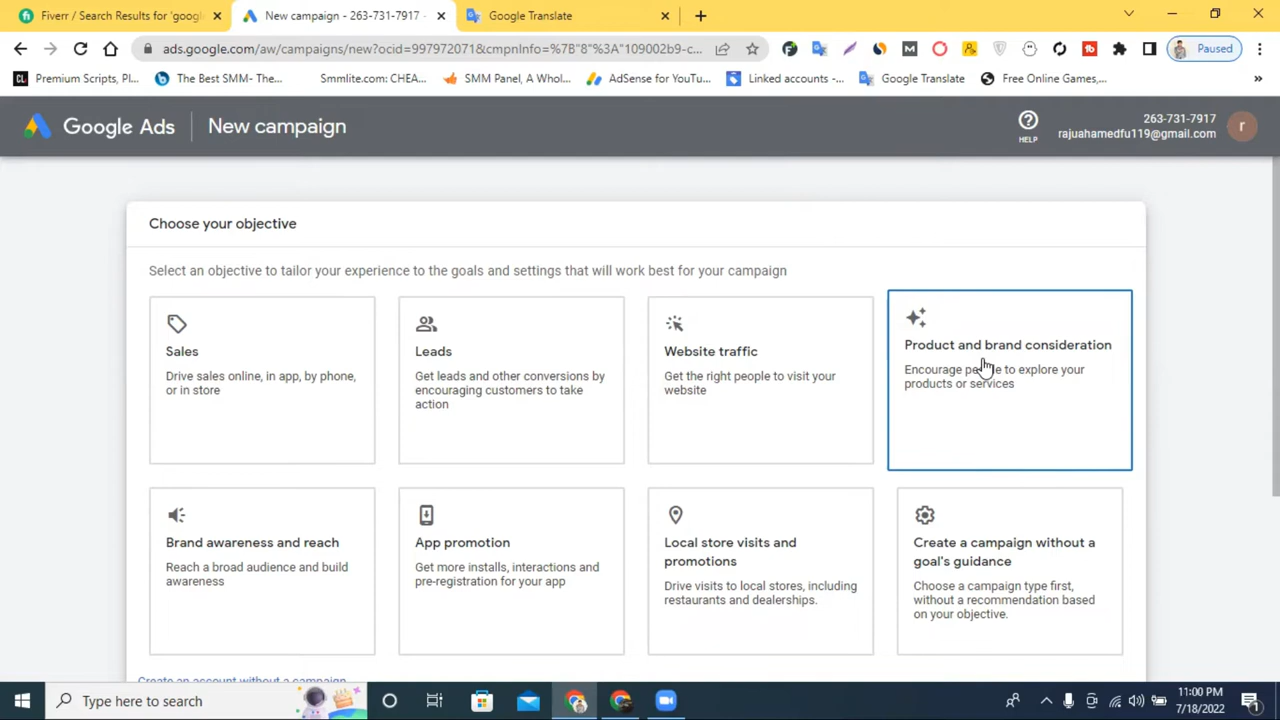 Fiverr / Search Results for 'googl
New campaign - 263-731-7917 -
Google Translate
ads.google.com/aw/campaigns/new?ocid=997972071&cmpnInfo=%7B"8"%3A"109002b9-c...
Paused
Premium Scripts, Pl...
The Best SMM- The...
Smmlite.com: CHEA...
SMM Panel, A Whol...
AdSense for YouTu...
Linked accounts -...
Google Translate
Free Online Games,...
»
Google Ads
New campaign
HELP
263-731-7917
rajuahamedfu119@gmail.com
r
Choose your objective
Select an objective to tailor your experience to the goals and settings that will work best for your campaign
Sales
Drive sales online, in app, by phone,
or in store
Leads
Get leads and other conversions by
encouraging customers to take
action
Website traffic
Get the right people to visit your
website
Product and brand consideration
Encourage people to explore your
products or services
Brand awareness and reach
Reach a broad audience and build
awareness
App promotion
Get more installs, interactions and
pre-registration for your app
Local store visits and
promotions
Drive visits to local stores, including
restaurants and dealerships.
Create a campaign without a
goal's guidance
Choose a campaign type first,
without a recommendation based
on your objective.
Create an account without a campaign
Type here to search
11:00 PM
7/18/2022